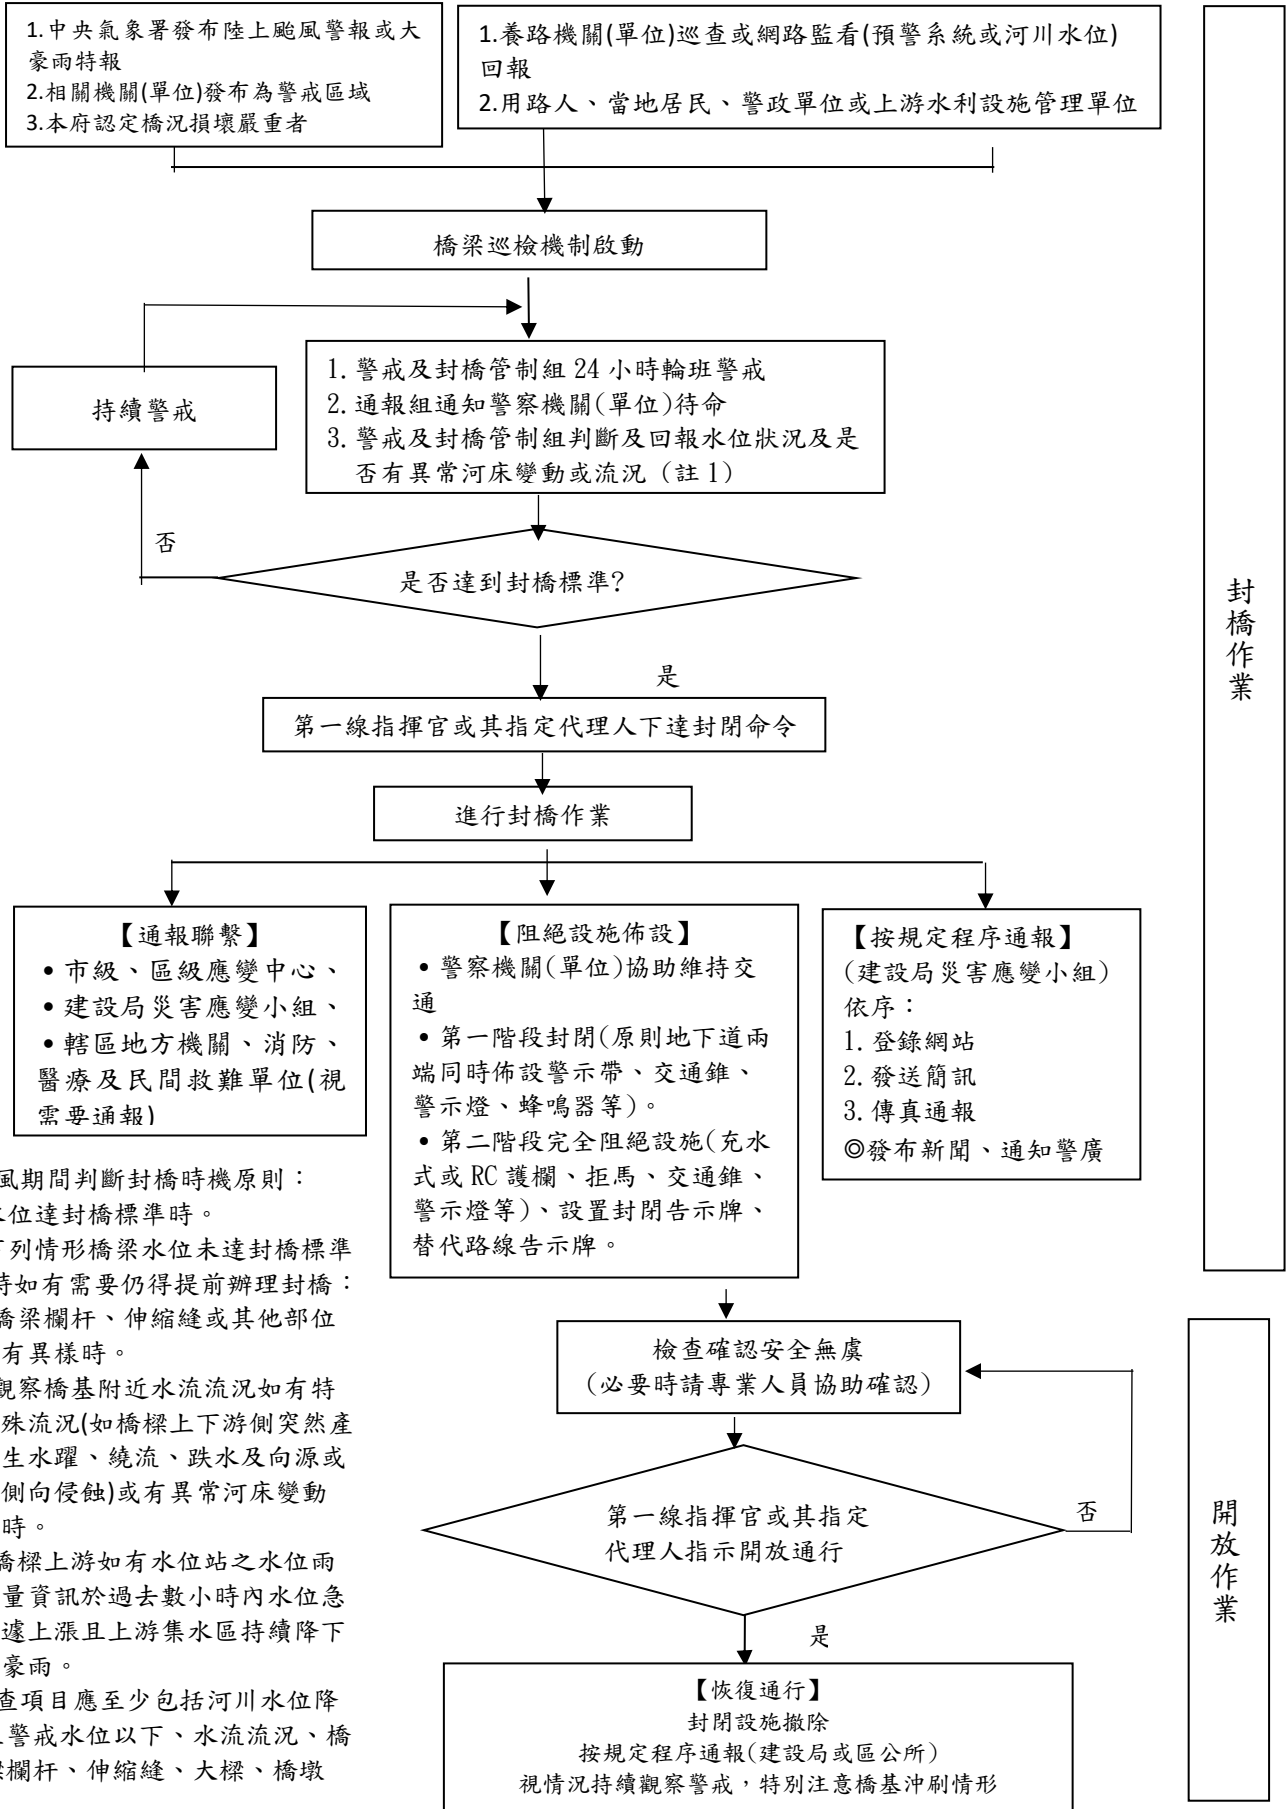 1.中央氣象署發布陸上颱風警報或大
豪雨特報
2.相關機關(單位)發布為警戒區域
3.本府認定橋況損壞嚴重者
1.養路機關(單位)巡查或網路監看(預警系統或河川水位)
回報
2.用路人、當地居民、警政單位或上游水利設施管理單位
橋梁巡檢機制啟動
持續警戒
1. 警戒及封橋管制組 24 小時輪班警戒
2. 通報組通知警察機關(單位)待命
3. 警戒及封橋管制組判斷及回報水位狀況及是
否有異常河床變動或流況（註 1）
否
是否達到封橋標準?
是
第一線指揮官或其指定代理人下達封閉命令
進行封橋作業
封橋作業
【通報聯繫】
• 市級、區級應變中心、
• 建設局災害應變小組、
• 轄區地方機關、消防、
醫療及民間救難單位(視
需要通報)
【阻絕設施佈設】
• 警察機關(單位)協助維持交
通
• 第一階段封閉(原則地下道兩
端同時佈設警示帶、交通錐、
警示燈、蜂鳴器等)。
• 第二階段完全阻絕設施(充水
式或 RC 護欄、拒馬、交通錐、
警示燈等)、設置封閉告示牌、
替代路線告示牌。
【按規定程序通報】
(建設局災害應變小組)
依序：
1. 登錄網站
2. 發送簡訊
3. 傳真通報
◎發布新聞、通知警廣
風期間判斷封橋時機原則：
水位達封橋標準時。
下列情形橋梁水位未達封橋標準
時如有需要仍得提前辦理封橋：
橋梁欄杆、伸縮縫或其他部位
有異樣時。
觀察橋基附近水流流況如有特
殊流況(如橋樑上下游側突然產
生水躍、繞流、跌水及向源或
側向侵蝕)或有異常河床變動
時。
橋樑上游如有水位站之水位雨
量資訊於過去數小時內水位急
遽上漲且上游集水區持續降下
豪雨。
查項目應至少包括河川水位降
警戒水位以下、水流流況、橋
欄杆、伸縮縫、大樑、橋墩
檢查確認安全無虞
(必要時請專業人員協助確認)
第一線指揮官或其指定
代理人指示開放通行
否
是
【恢復通行】
封閉設施撤除
按規定程序通報(建設局或區公所)
視情況持續觀察警戒，特別注意橋基沖刷情形
開放作業